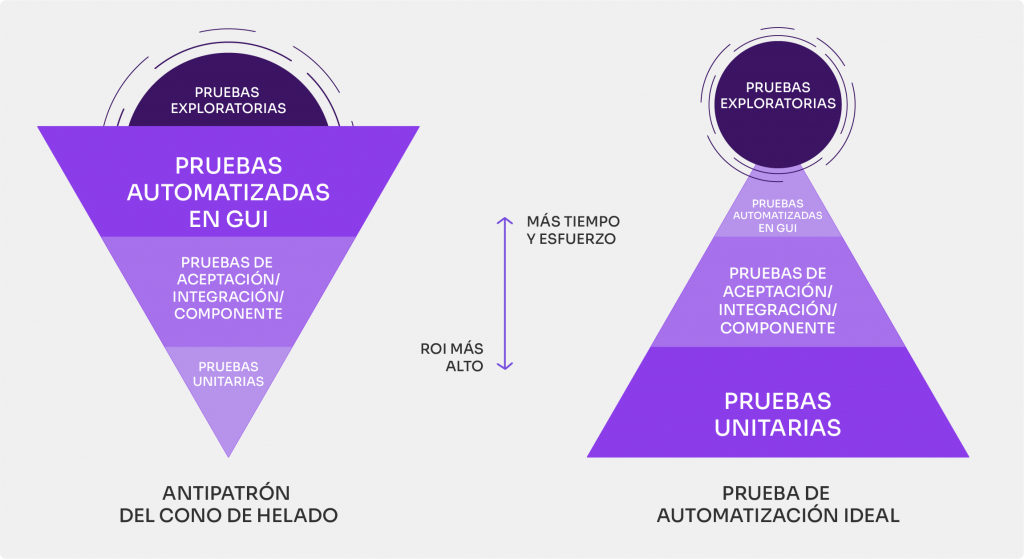 PRUEBAS
EXPLORATORIAS
PRUEBAS
AUTOMATIZADAS
EN GUI
PRUEBAS DE
ACEPTACIÓN/
INTEGRACIÓN/
COMPONENTE
PRUEBAS
UNITARIAS
ANTIPATRÓN
DEL CONO DE HELADO
MÁS TIEMPO
Y ESFUERZO
ROI MÁS
ALTO
PRUEBAS
EXPLORATORIAS
PRUEBAS
AUTOMATIZADAS
EN GUI
PRUEBAS DE
ACEPTACIÓN/
INTEGRACIÓN/
COMPONENTE
PRUEBAS
UNITARIAS
PRUEBA DE
AUTOMATIZACIÓN IDEAL